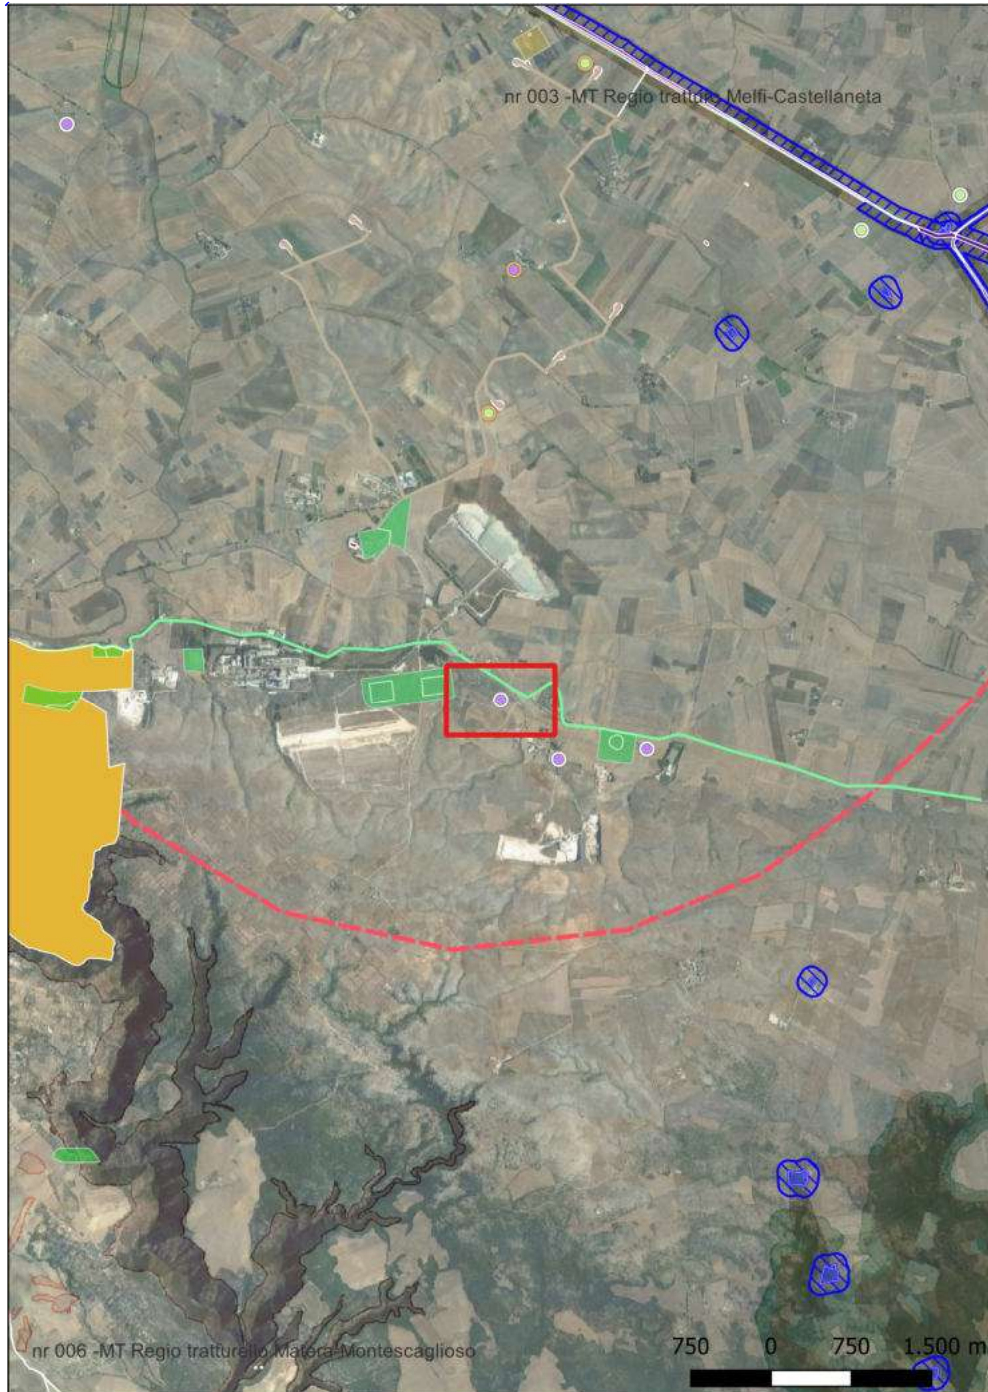 nr 003 -MT Regio tratturo Melfi-Castellaneta
nr 006 -MT Regio tratturello Matera-Montescaglioso
750 0 750 1.500 m